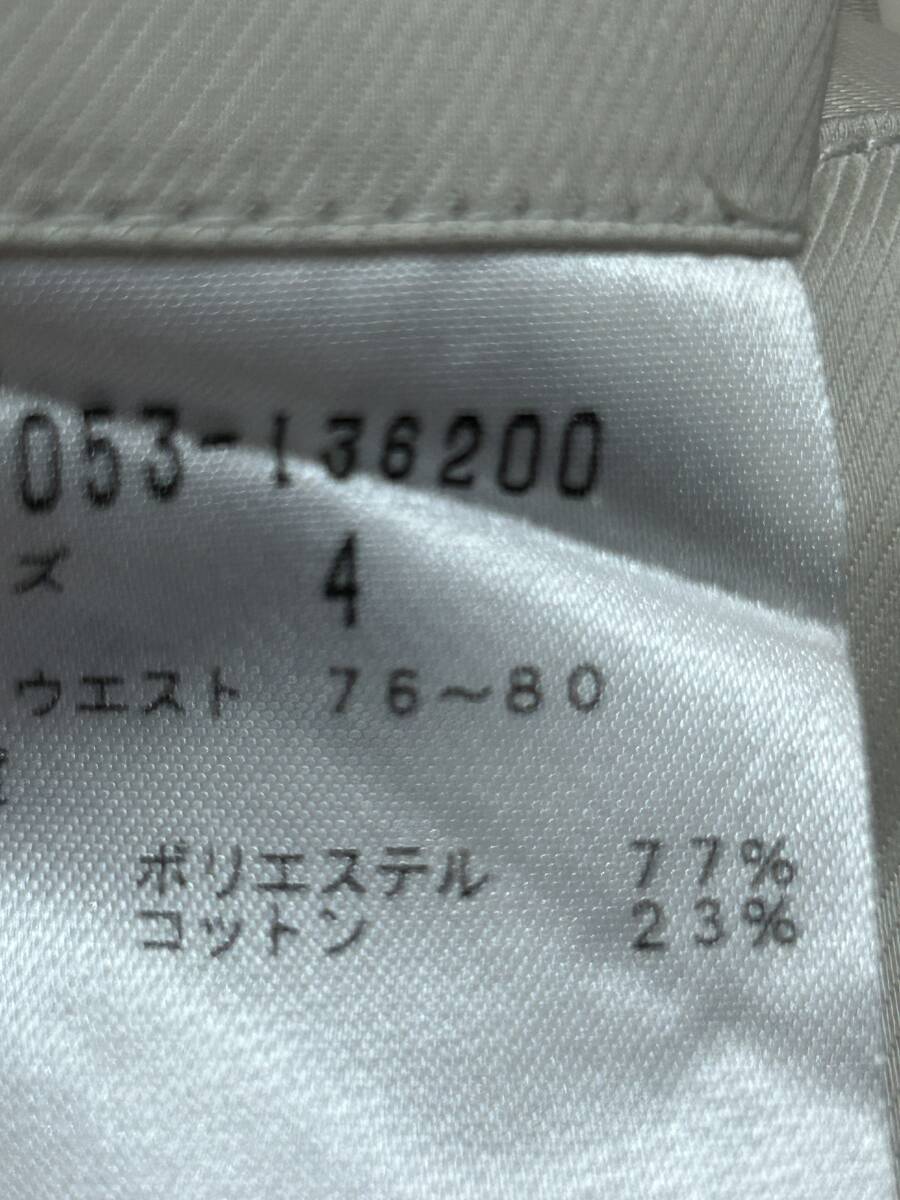 053-136200
ズ 4
ウエスト 76～80
ポリエステル 77%
コットン 23%